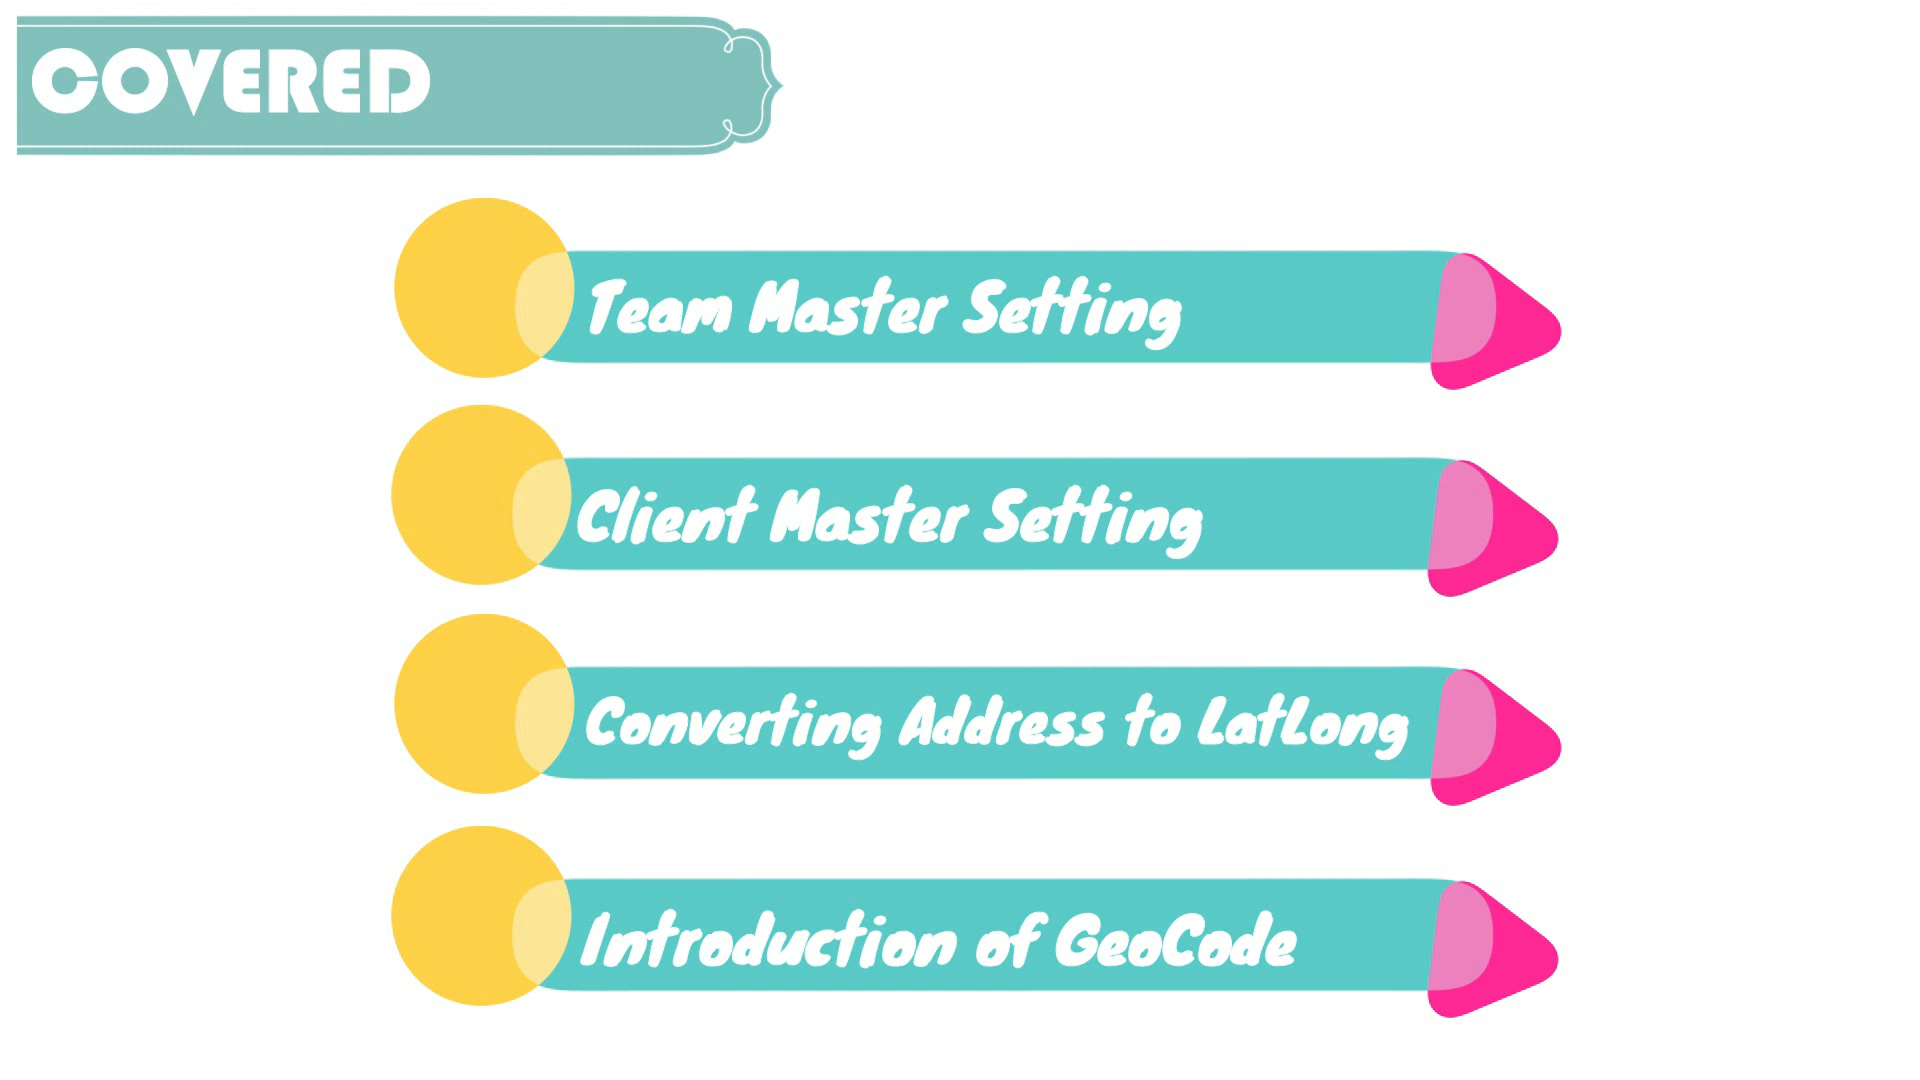 COVERED
Team Master Setting
Client Master Setting
Converting Address to LatLong
Introduction of GeoCode